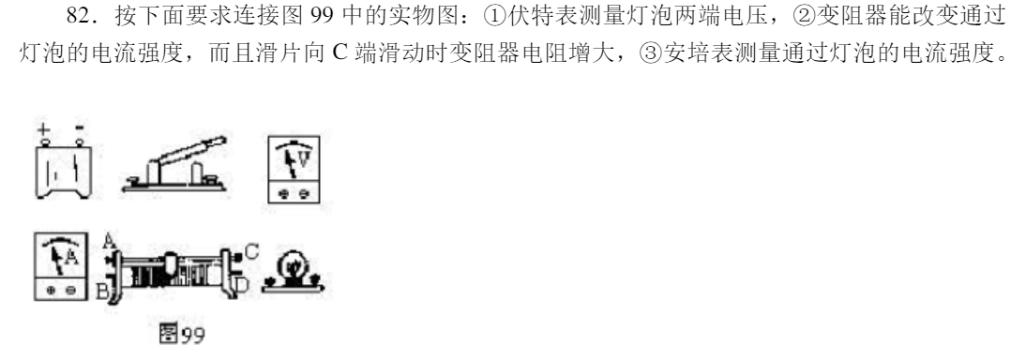 82．按下面要求连接图 99 中的实物图：①伏特表测量灯泡两端电压，②变阻器能改变通过
灯泡的电流强度，而且滑片向 C 端滑动时变阻器电阻增大，③安培表测量通过灯泡的电流强度。
+ -
V
A
A C
B D
图99